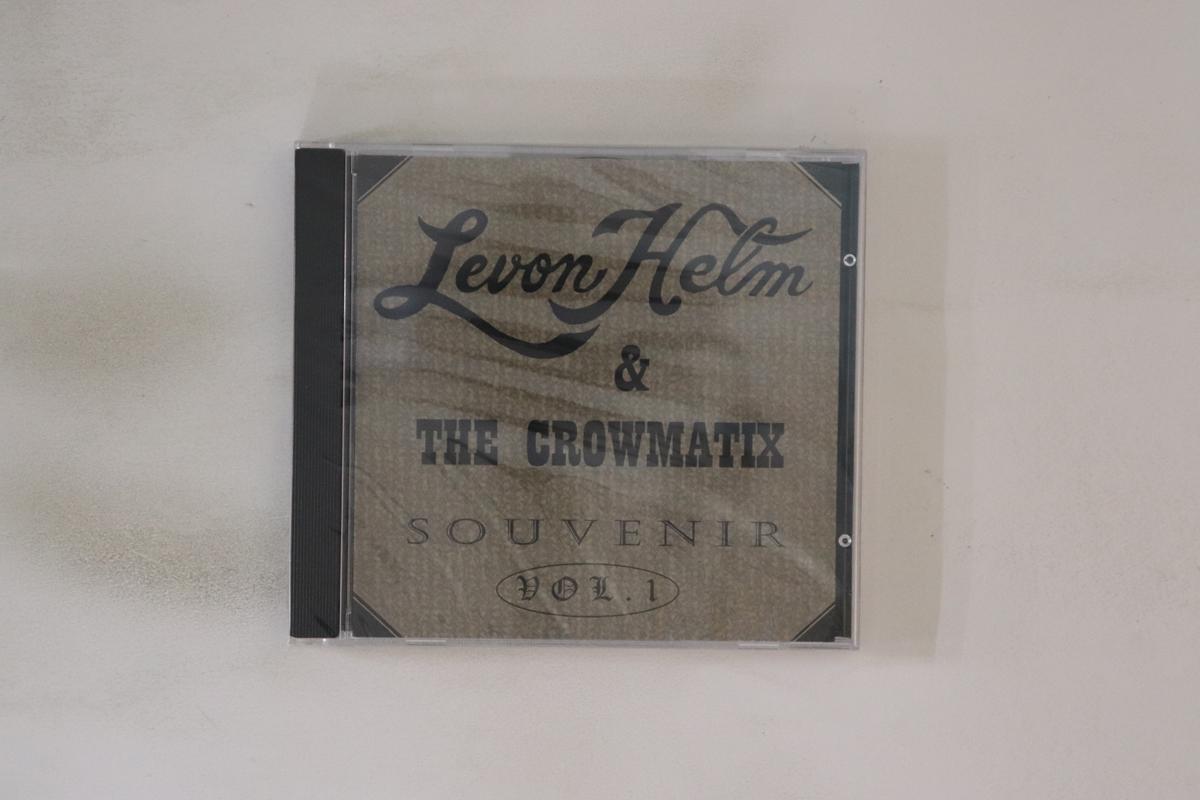 Levon Helm
&
THE CROWMATIX
SOUVENIR
VOL.1